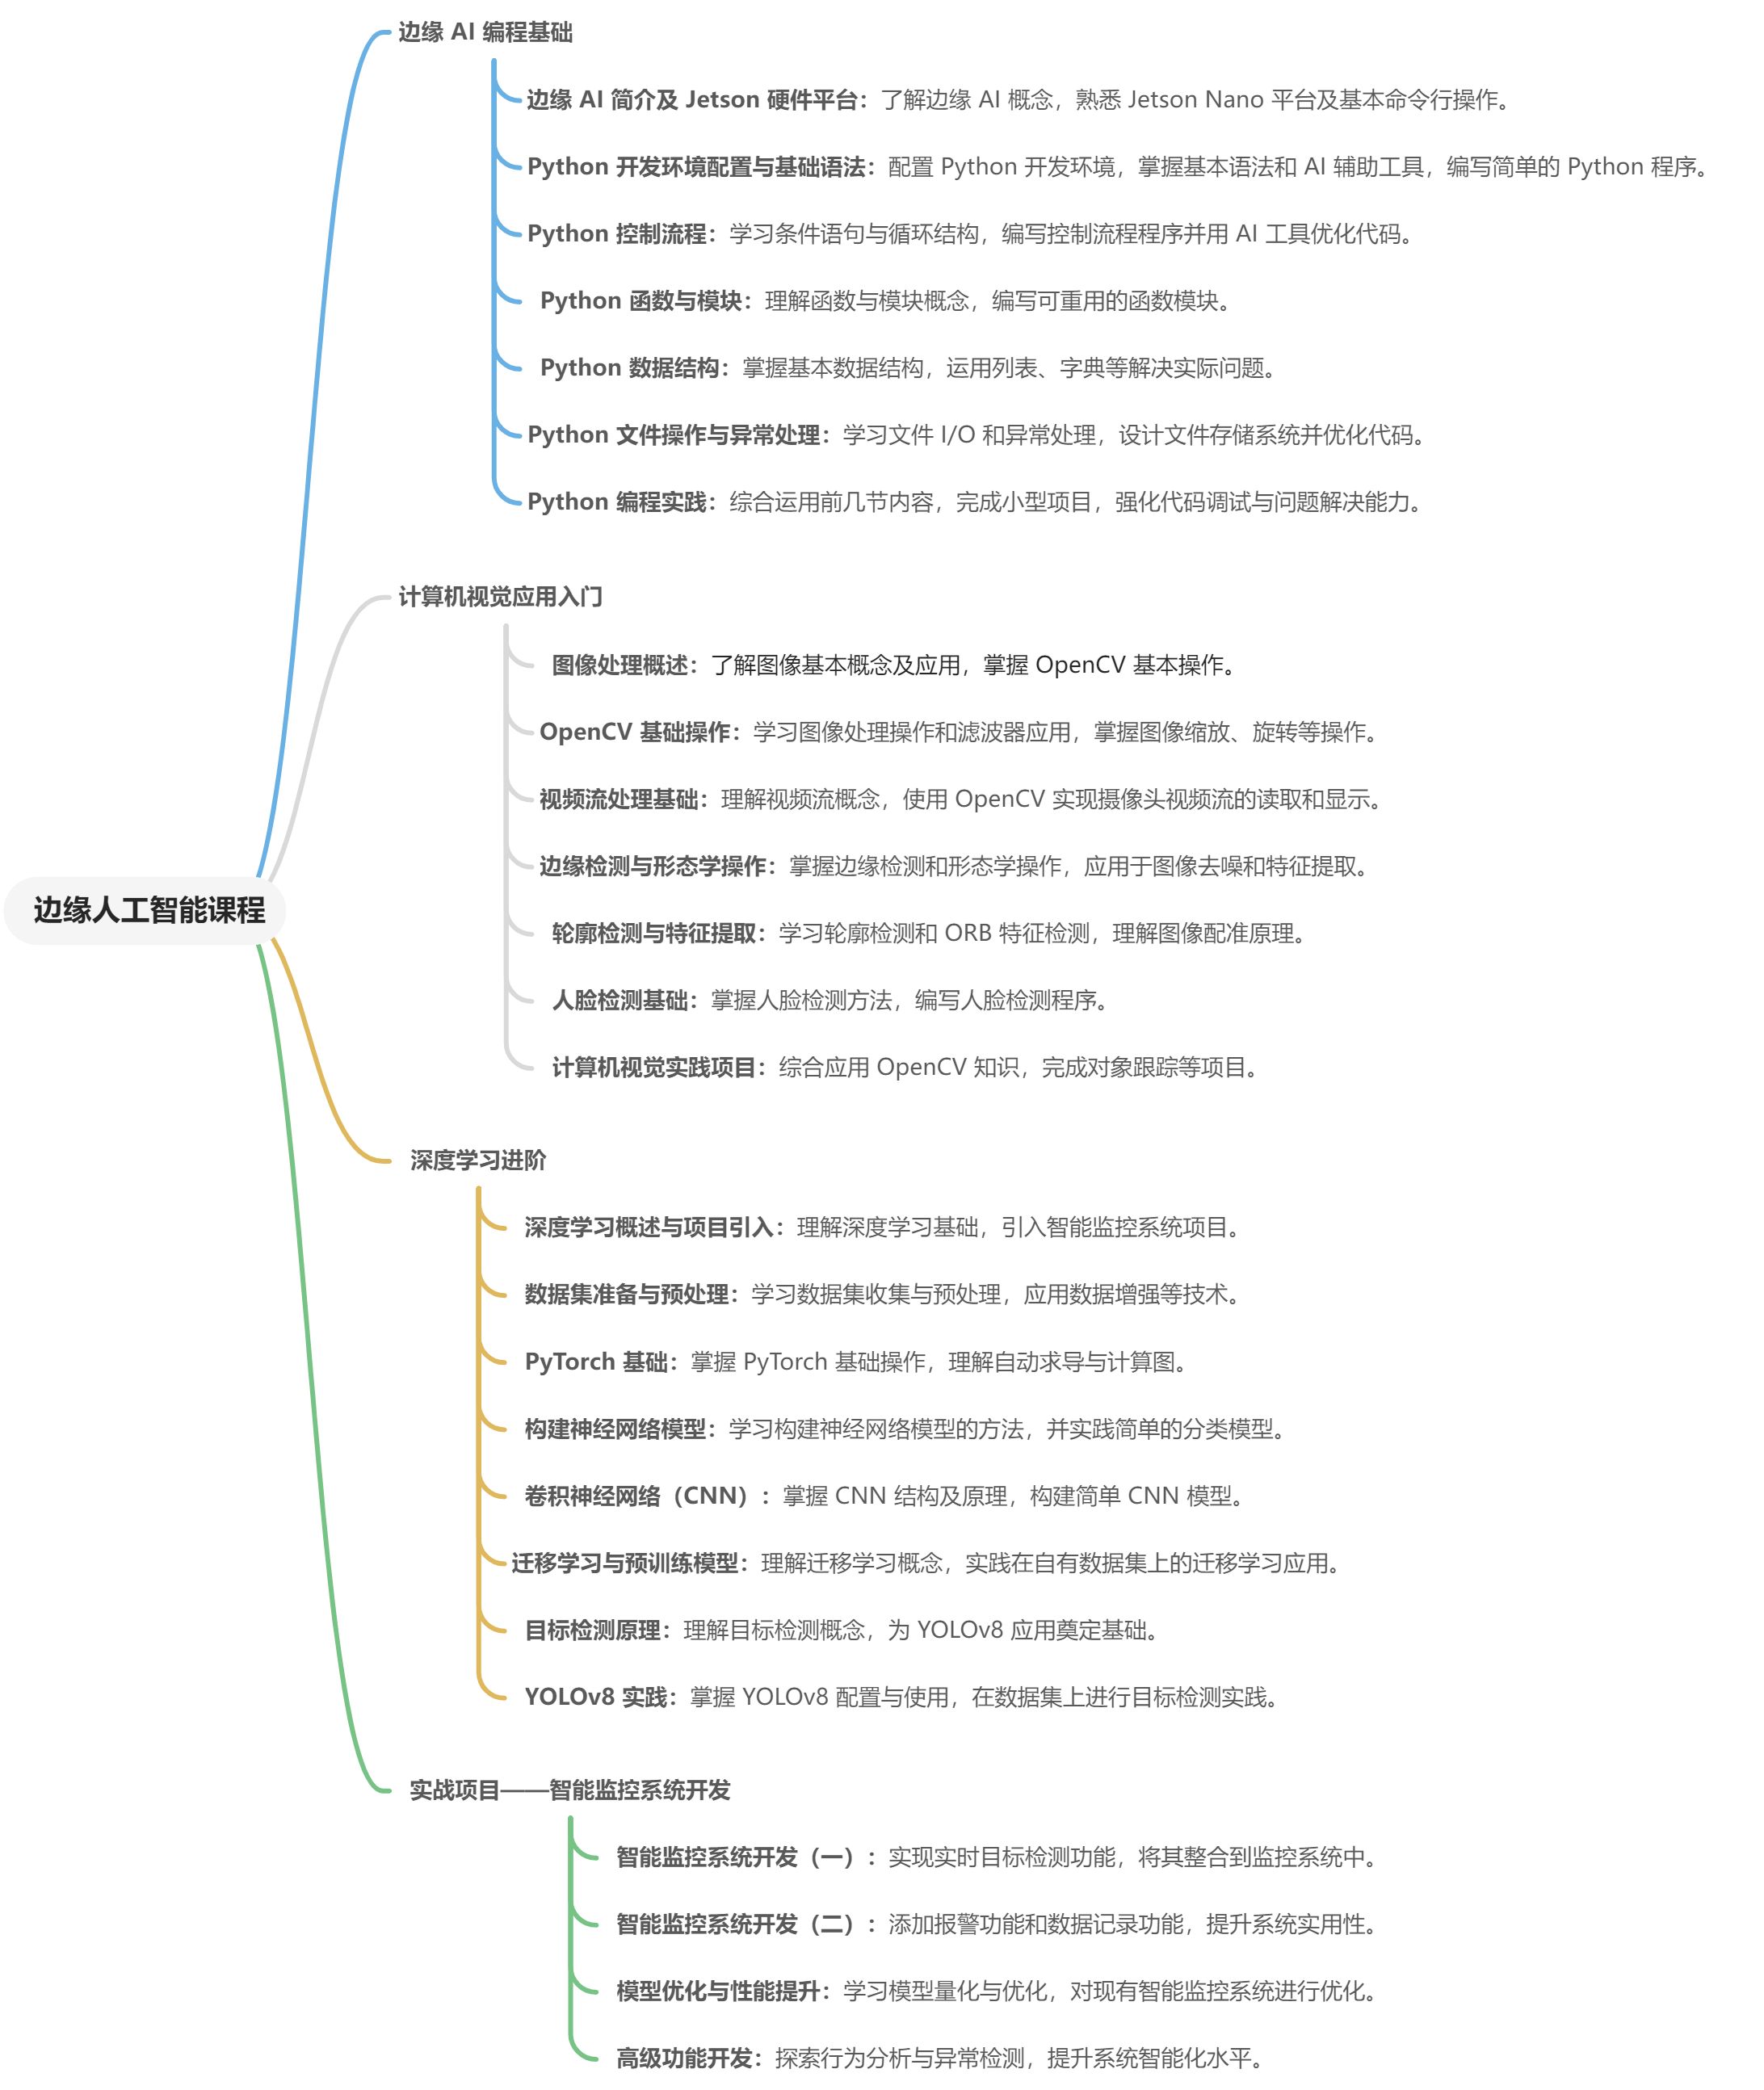 边缘 AI 编程基础
边缘 AI 简介及 Jetson 硬件平台：了解边缘 AI 概念，熟悉 Jetson Nano 平台及基本命令行操作。
Python 开发环境配置与基础语法：配置 Python 开发环境，掌握基本语法和 AI 辅助工具，编写简单的 Python 程序。
Python 控制流程：学习条件语句与循环结构，编写控制流程程序并用 AI 工具优化代码。
Python 函数与模块：理解函数与模块概念，编写可重用的函数模块。
Python 数据结构：掌握基本数据结构，运用列表、字典等解决实际问题。
Python 文件操作与异常处理：学习文件 I/O 和异常处理，设计文件存储系统并优化代码。
Python 编程实践：综合运用前几节内容，完成小型项目，强化代码调试与问题解决能力。
计算机视觉应用入门
图像处理概述：了解图像基本概念及应用，掌握 OpenCV 基本操作。
OpenCV 基础操作：学习图像处理操作和滤波器应用，掌握图像缩放、旋转等操作。
视频流处理基础：理解视频流概念，使用 OpenCV 实现摄像头视频流的读取和显示。
边缘检测与形态学操作：掌握边缘检测和形态学操作，应用于图像去噪和特征提取。
边缘人工智能课程
轮廓检测与特征提取：学习轮廓检测和 ORB 特征检测，理解图像配准原理。
人脸检测基础：掌握人脸检测方法，编写人脸检测程序。
计算机视觉实践项目：综合应用 OpenCV 知识，完成对象跟踪等项目。
深度学习进阶
深度学习概述与项目引入：理解深度学习基础，引入智能监控系统项目。
数据集准备与预处理：学习数据集收集与预处理，应用数据增强等技术。
PyTorch 基础：掌握 PyTorch 基础操作，理解自动求导与计算图。
构建神经网络模型：学习构建神经网络模型的方法，并实践简单的分类模型。
卷积神经网络（CNN）：掌握 CNN 结构及原理，构建简单 CNN 模型。
迁移学习与预训练模型：理解迁移学习概念，实践在自有数据集上的迁移学习应用。
目标检测原理：理解目标检测概念，为 YOLOv8 应用奠定基础。
YOLOv8 实践：掌握 YOLOv8 配置与使用，在数据集上进行目标检测实践。
实战项目——智能监控系统开发
智能监控系统开发（一）：实现实时目标检测功能，将其整合到监控系统中。
智能监控系统开发（二）：添加报警功能和数据记录功能，提升系统实用性。
模型优化与性能提升：学习模型量化与优化，对现有智能监控系统进行优化。
高级功能开发：探索行为分析与异常检测，提升系统智能化水平。